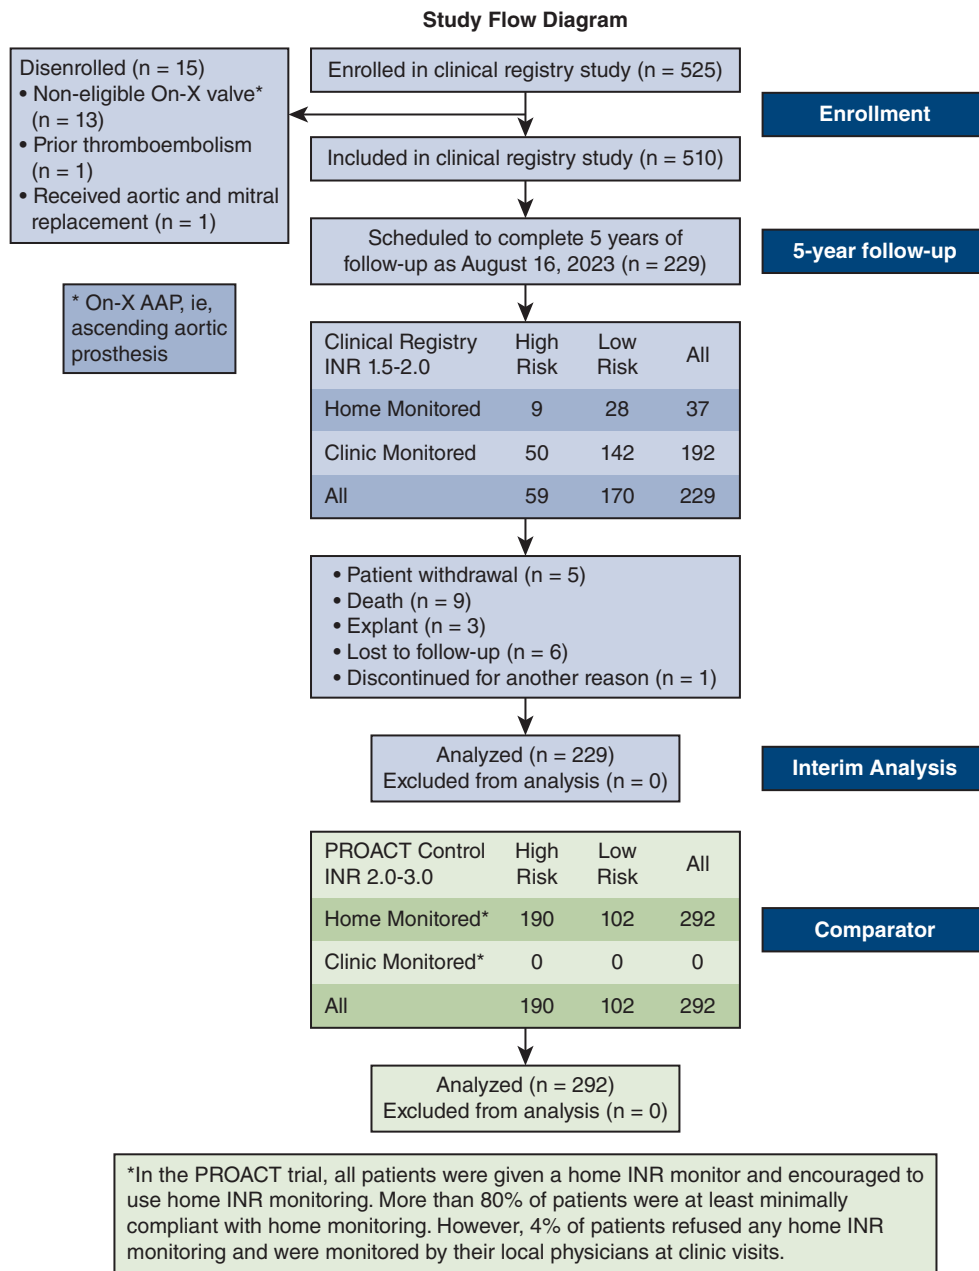 Study Flow Diagram
Disenrolled (n = 15)
• Non-eligible On-X valve*
(n = 13)
• Prior thromboembolism
(n = 1)
• Received aortic and mitral
replacement (n = 1)
Enrolled in clinical registry study (n = 525)
Enrollment
Included in clinical registry study (n = 510)
Scheduled to complete 5 years of
follow-up as August 16, 2023 (n = 229)
5-year follow-up
* On-X AAP, ie,
ascending aortic
prosthesis
Clinical Registry High Low All
INR 1.5-2.0 Risk Risk
Home Monitored 9 28 37
Clinic Monitored 50 142 192
All 59 170 229
• Patient withdrawal (n = 5)
• Death (n = 9)
• Explant (n = 3)
• Lost to follow-up (n = 6)
• Discontinued for another reason (n = 1)
Analyzed (n = 229)
Excluded from analysis (n = 0)
Interim Analysis
PROACT Control High Low All
INR 2.0-3.0 Risk Risk
Home Monitored* 190 102 292
Clinic Monitored* 0 0 0
All 190 102 292
Comparator
Analyzed (n = 292)
Excluded from analysis (n = 0)
*In the PROACT trial, all patients were given a home INR monitor and encouraged to
use home INR monitoring. More than 80% of patients were at least minimally
compliant with home monitoring. However, 4% of patients refused any home INR
monitoring and were monitored by their local physicians at clinic visits.